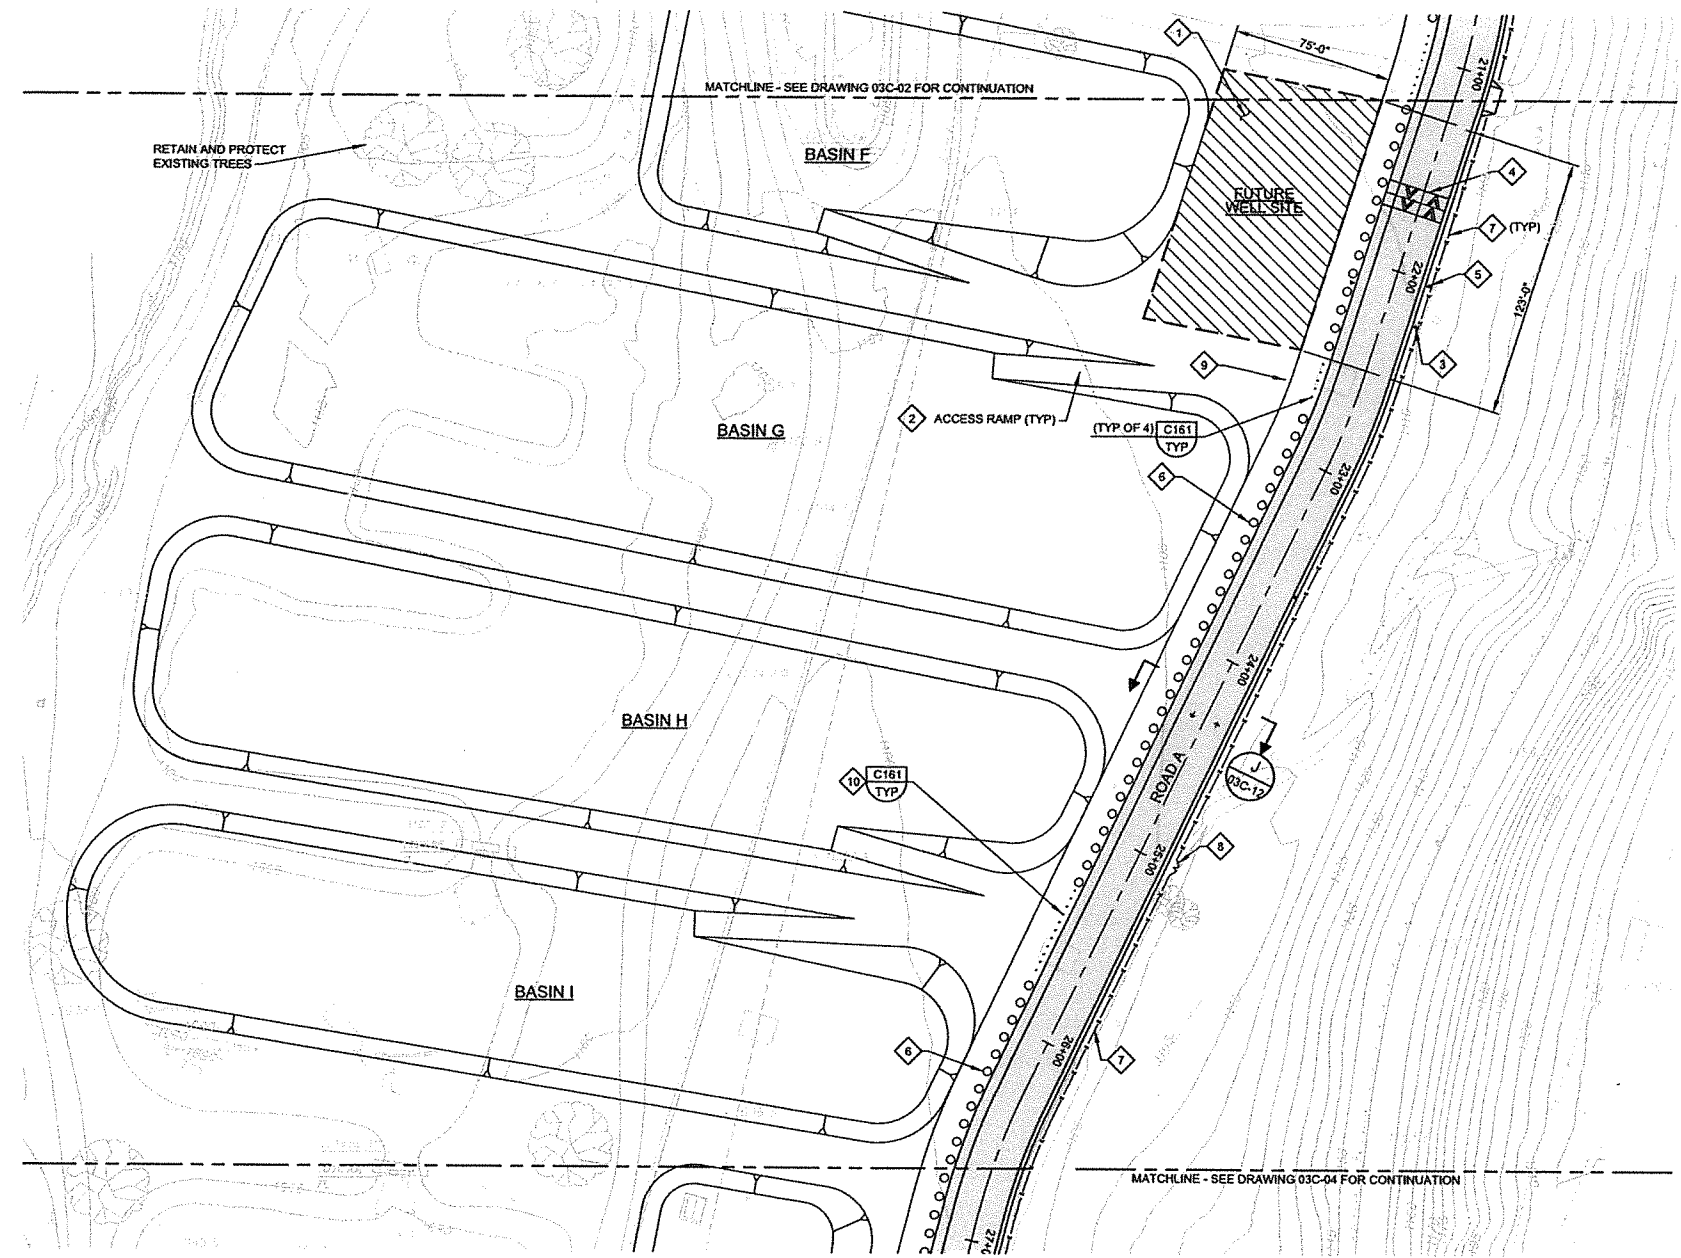 1
75'-0"
21+00
MATCHLINE - SEE DRAWING 03C-02 FOR CONTINUATION
RETAIN AND PROTECT
EXISTING TREES
BASIN F
4
FUTURE
WELL SITE
7 (TYP)
22+00
5
123'-0"
3
9
2 ACCESS RAMP (TYP)
(TYP OF 4) C161
TYP
BASIN G
6
23+00
24+00
BASIN H
10 C161
TYP
ROAD A
J
03C-12
8
25+00
BASIN I
6
26+00
7
MATCHLINE - SEE DRAWING 03C-04 FOR CONTINUATION